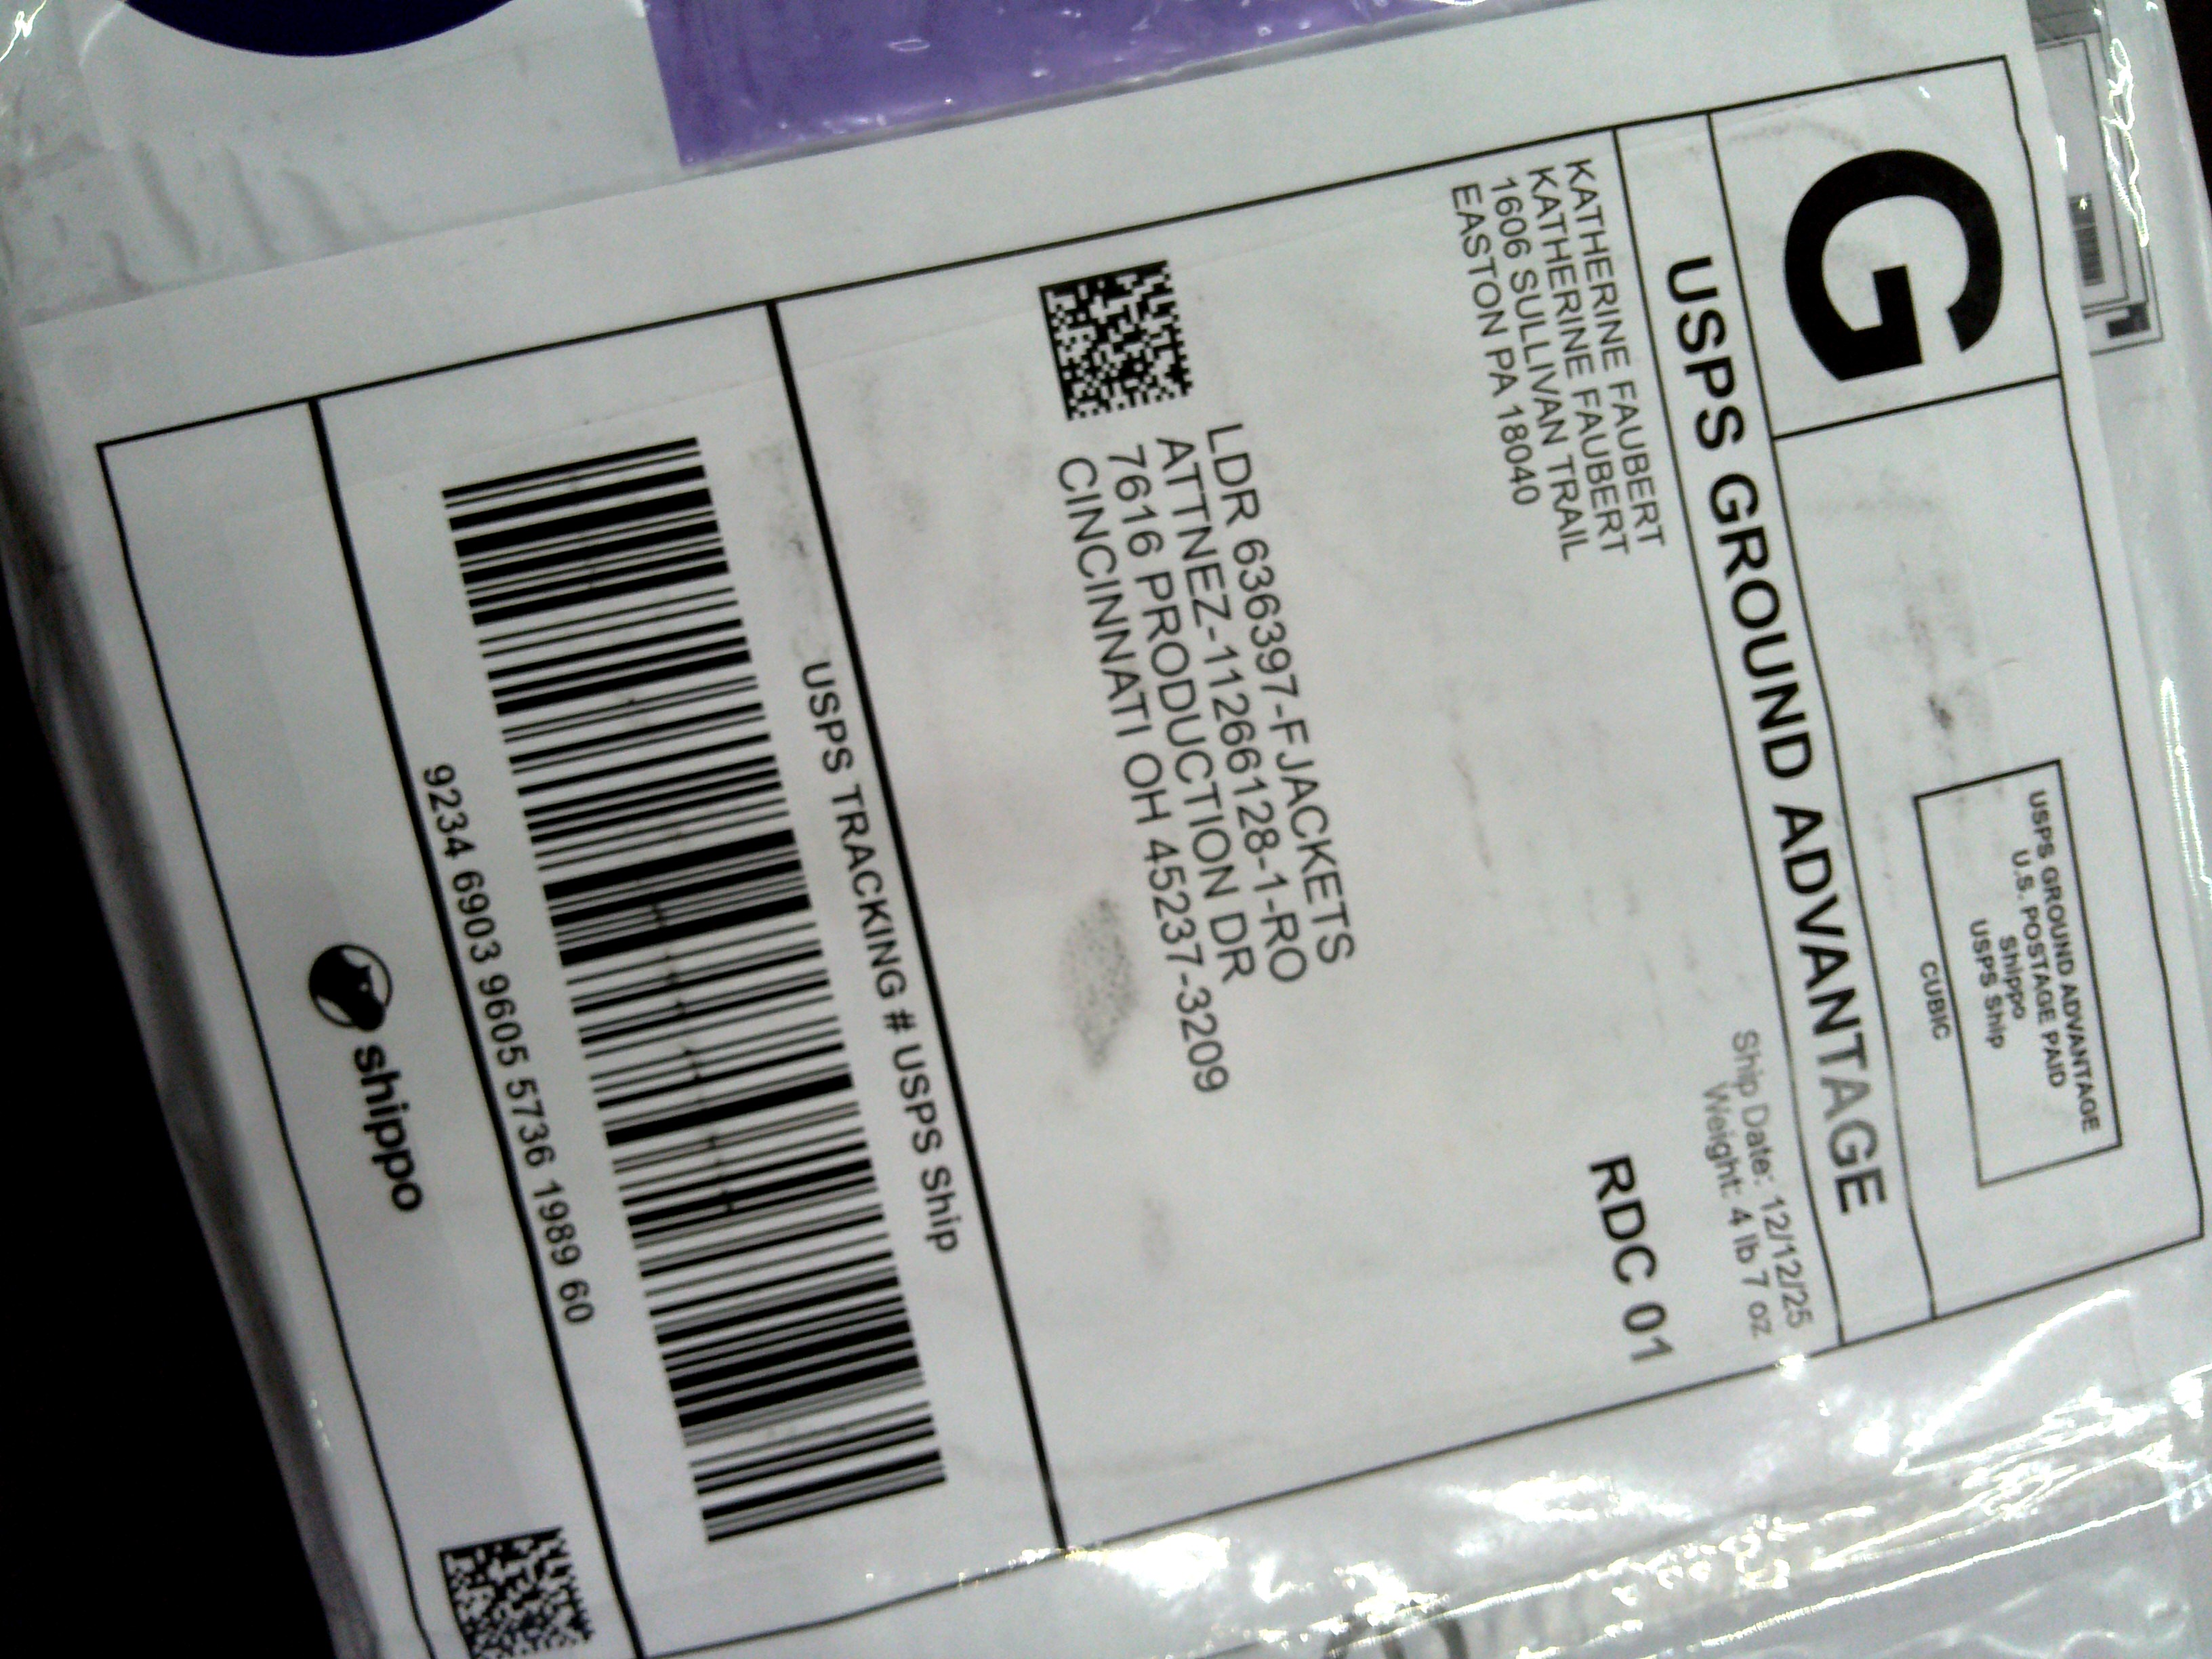 G
USPS GROUND ADVANTAGE
U.S. POSTAGE PAID
Shippo
USPS Ship
CUBIC
USPS GROUND ADVANTAGE
KATHERINE FAUBERT
KATHERINE FAUBERT
1606 SULLIVAN TRAIL
EASTON PA 18040
Ship Date: 12/12/25
Weight: 4 lb 7 oz
RDC 01
LDR 636397-FJACKETS
ATTNEZ-11266128-1-RO
7616 PRODUCTION DR
CINCINNATI OH 45237-3209
USPS TRACKING # USPS Ship
9234 6903 9605 5736 1989 60
shippo